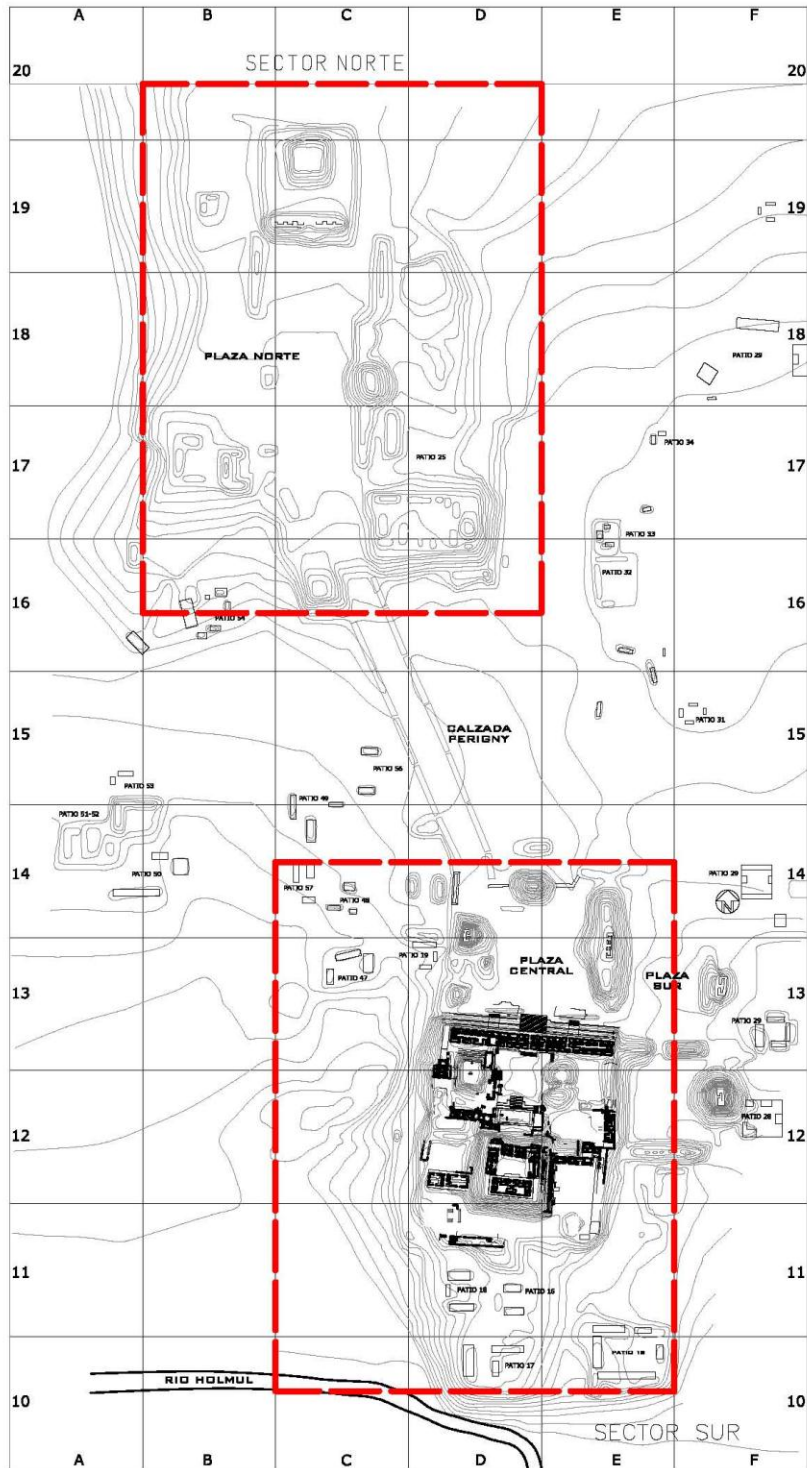 A B C D E F
SECTOR NORTE
20 20
19 19
18 18
PLAZA NORTE
PATIO 29
PATIO 34
17 17
PATIO 25
PATIO 33
PATIO 32
16 16
PATIO 54
PATIO 31
15 15
CALZADA
PERIGNY
PATIO 56
PATIO 53
PATIO 49
PATIO 51-52
14 14
PATIO 50
PATIO 57
PATIO 48
PATIO 29
N
PATIO 19
PLAZA
CENTRAL
PLAZA
SUR
PATIO 47
13 13
PATIO 29
12 12
PATIO 28
11 11
PATIO 18
PATIO 16
PATIO 17
PATIO 18
RIO HOLMUL
10 10
SECTOR SUR
A B C D E F